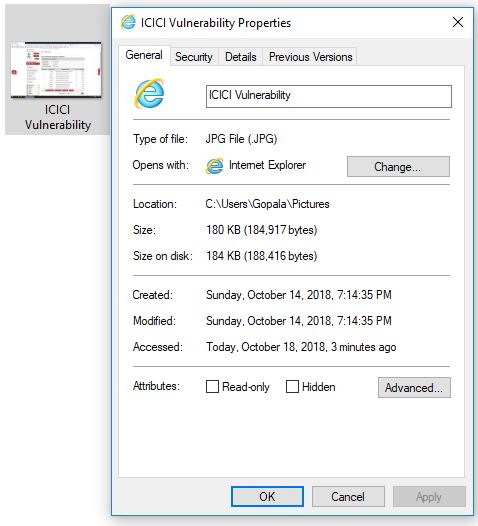 ICICI
Vulnerability
ICICI Vulnerability Properties
General Security Details Previous Versions
ICICI Vulnerability
Type of file: JPG File (.JPG)
Opens with: Internet Explorer Change...
Location: C:\Users\Gopala\Pictures
Size: 180 KB (184,917 bytes)
Size on disk: 184 KB (188,416 bytes)
Created: Sunday, October 14, 2018, 7:14:35 PM
Modified: Sunday, October 14, 2018, 7:14:35 PM
Accessed: Today, October 18, 2018, 3 minutes ago
Attributes: Read-only Hidden Advanced...
OK Cancel Apply